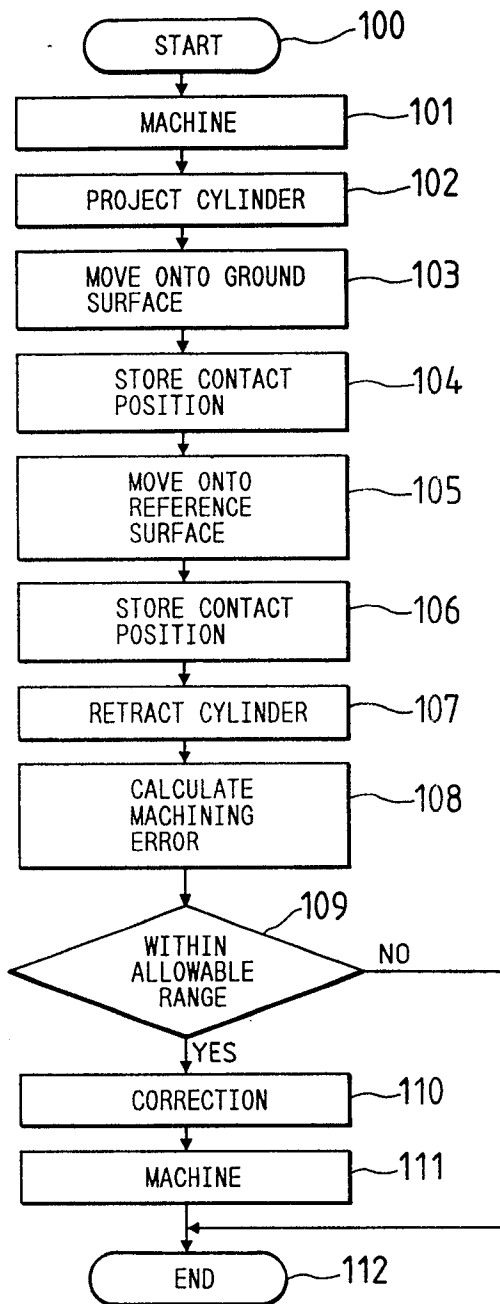 START
100
MACHINE
101
PROJECT CYLINDER
102
MOVE ONTO GROUND
SURFACE
103
STORE CONTACT
POSITION
104
MOVE ONTO
REFERENCE
SURFACE
105
STORE CONTACT
POSITION
106
RETRACT CYLINDER
107
CALCULATE
MACHINING
ERROR
108
109
WITHIN
ALLOWABLE
RANGE
NO
YES
CORRECTION
110
MACHINE
111
END
112